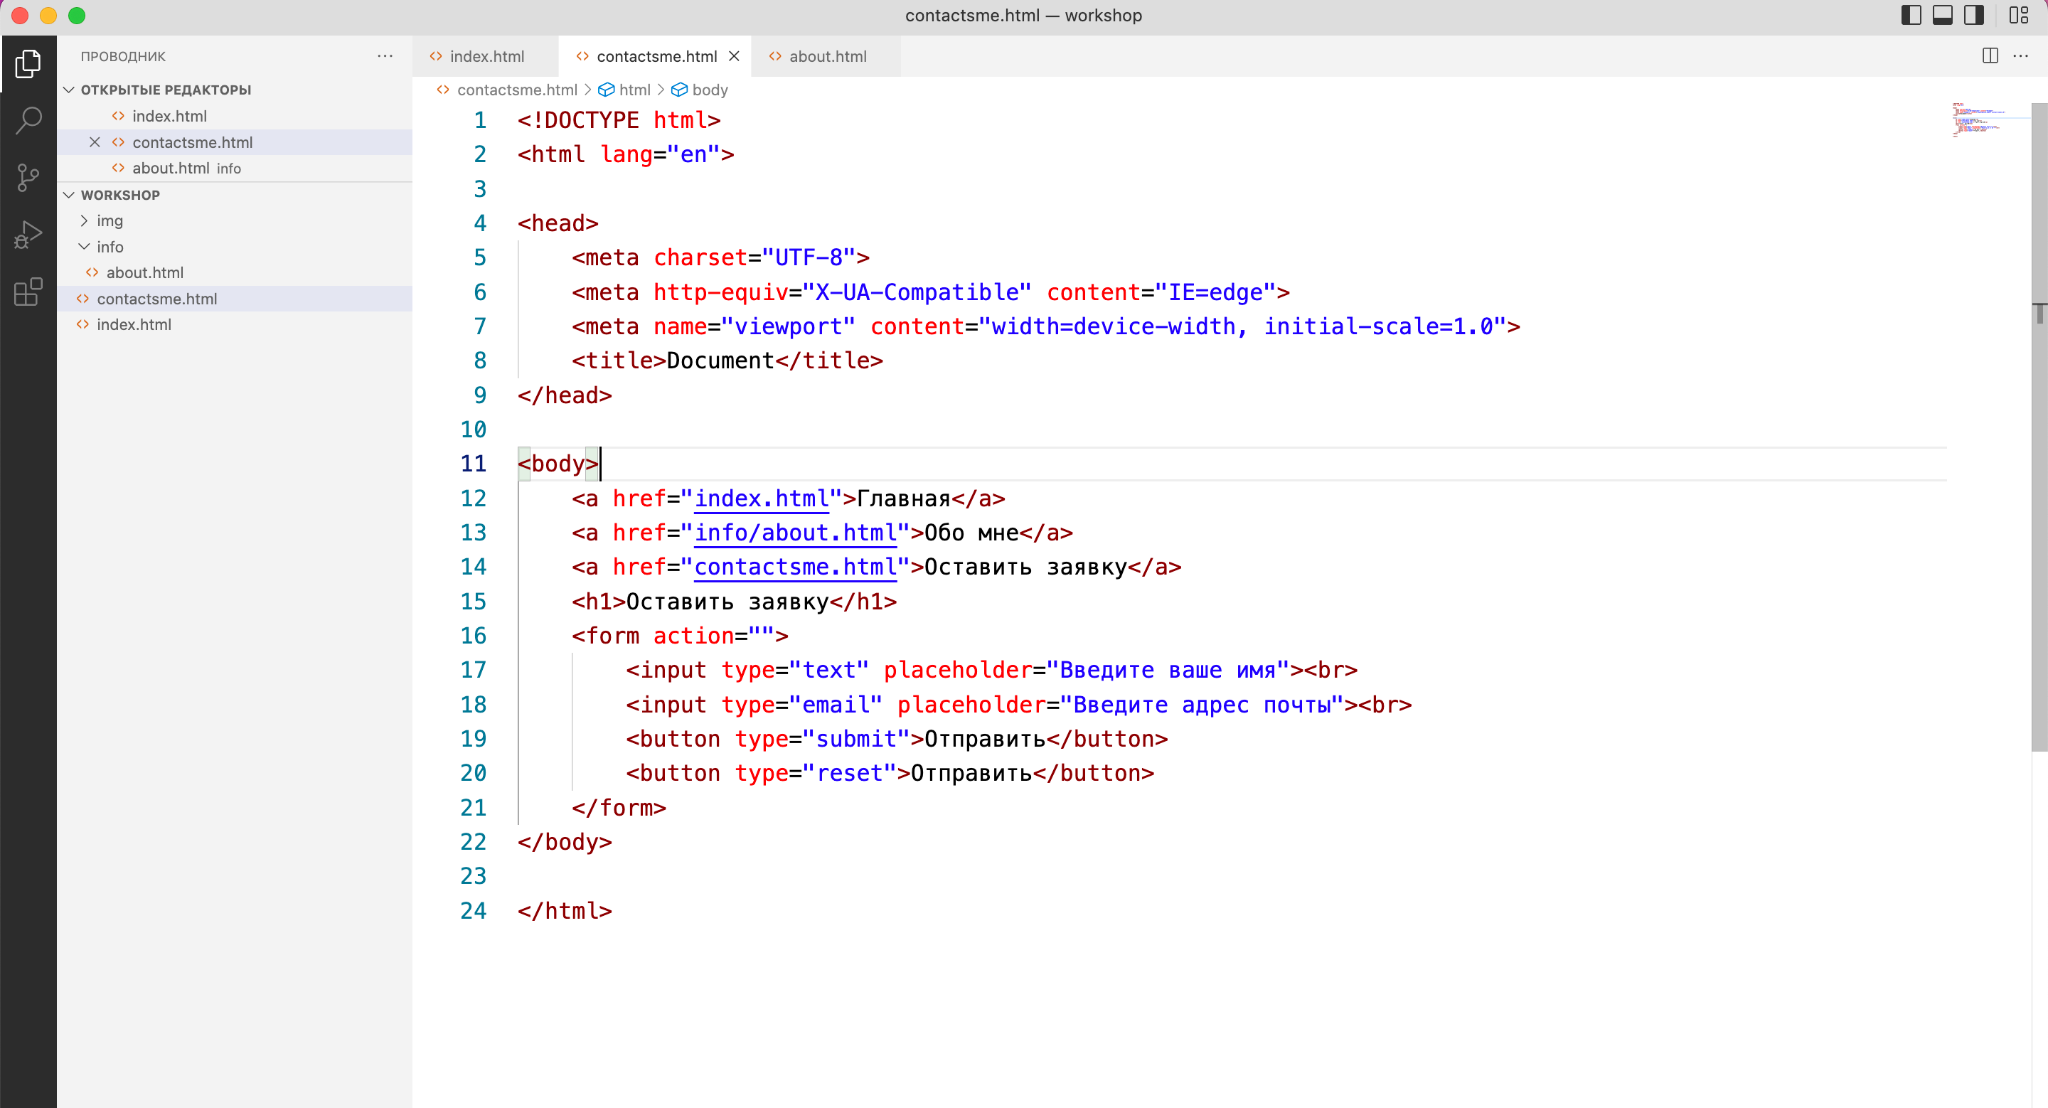 contactsme.html — workshop
ПРОВОДНИК
ОТКРЫТЫЕ РЕДАКТОРЫ
index.html
contactsme.html
about.html info
WORKSHOP
img
info
about.html
contactsme.html
index.html
index.html
contactsme.html
about.html
contactsme.html > html > body
1 <!DOCTYPE html>
2 <html lang="en">
3
4 <head>
5     <meta charset="UTF-8">
6     <meta http-equiv="X-UA-Compatible" content="IE=edge">
7     <meta name="viewport" content="width=device-width, initial-scale=1.0">
8     <title>Document</title>
9 </head>
10
11 <body>
12     <a href="index.html">Главная</a>
13     <a href="info/about.html">Обо мне</a>
14     <a href="contactsme.html">Оставить заявку</a>
15     <h1>Оставить заявку</h1>
16     <form action="">
17         <input type="text" placeholder="Введите ваше имя"><br>
18         <input type="email" placeholder="Введите адрес почты"><br>
19         <button type="submit">Отправить</button>
20         <button type="reset">Отправить</button>
21     </form>
22 </body>
23
24 </html>